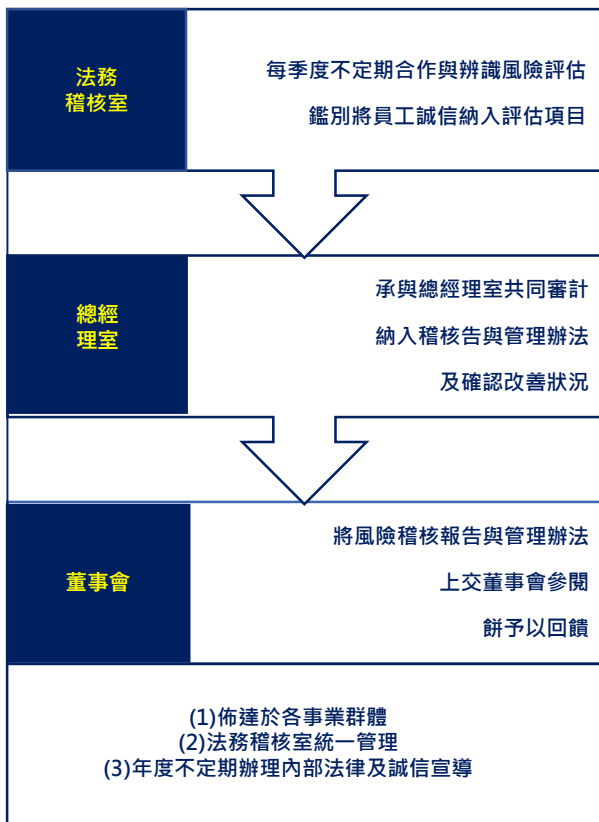 法務
稽核室
每季度不定期合作與辨識風險評估
鑑別將員工誠信納入評估項目
總經
理室
承與總經理室共同審計
納入稽核告與管理辦法
及確認改善狀況
董事會
將風險稽核報告與管理辦法
上交董事會參閱
餅予以回饋
(1)佈達於各事業群體
(2)法務稽核室統一管理
(3)年度不定期辦理內部法律及誠信宣導